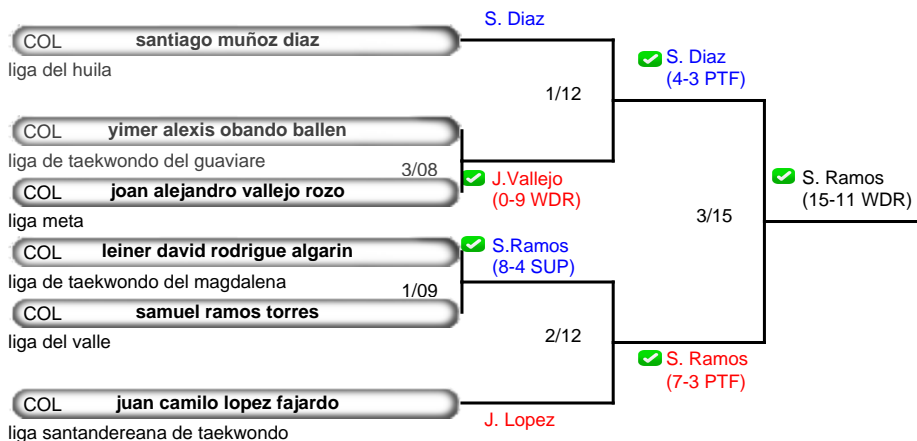 S. Diaz
COL santiago muñoz diaz
liga del huila
S. Diaz
(4-3 PTF)
1/12
COL yimer alexis obando ballen
liga de taekwondo del guaviare
3/08
J.Vallejo
(0-9 WDR)
COL joan alejandro vallejo rozo
liga meta
S. Ramos
(15-11 WDR)
3/15
COL leiner david rodrigue algarin
liga de taekwondo del magdalena
S.Ramos
(8-4 SUP)
1/09
COL samuel ramos torres
liga del valle
2/12
S. Ramos
(7-3 PTF)
COL juan camilo lopez fajardo
liga santandereana de taekwondo
J. Lopez